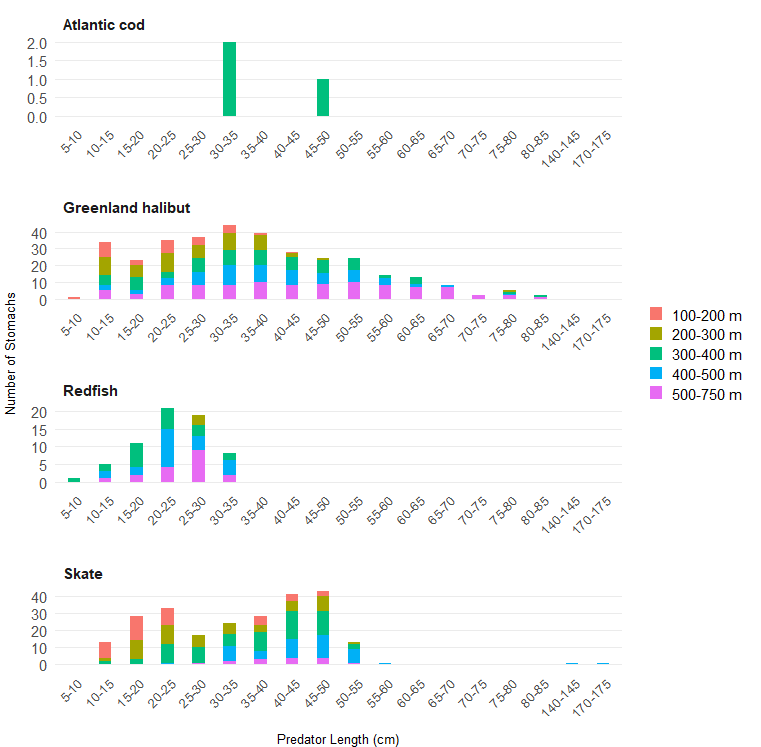 Atlantic cod
2.0
1.5
1.0
0.5
0.0
5-10 10-15 15-20 20-25 25-30 30-35 35-40 40-45 45-50 50-55 55-60 60-65 65-70 70-75 75-80 80-85 140-145 170-175
Greenland halibut
40
30
20
10
0
5-10 10-15 15-20 20-25 25-30 30-35 35-40 40-45 45-50 50-55 55-60 60-65 65-70 70-75 75-80 80-85 140-145 170-175
Redfish
20
15
10
5
0
5-10 10-15 15-20 20-25 25-30 30-35 35-40 40-45 45-50 50-55 55-60 60-65 65-70 70-75 75-80 80-85 140-145 170-175
Skate
40
30
20
10
0
5-10 10-15 15-20 20-25 25-30 30-35 35-40 40-45 45-50 50-55 55-60 60-65 65-70 70-75 75-80 80-85 140-145 170-175
Predator Length (cm)
Number of Stomachs
100-200 m
200-300 m
300-400 m
400-500 m
500-750 m